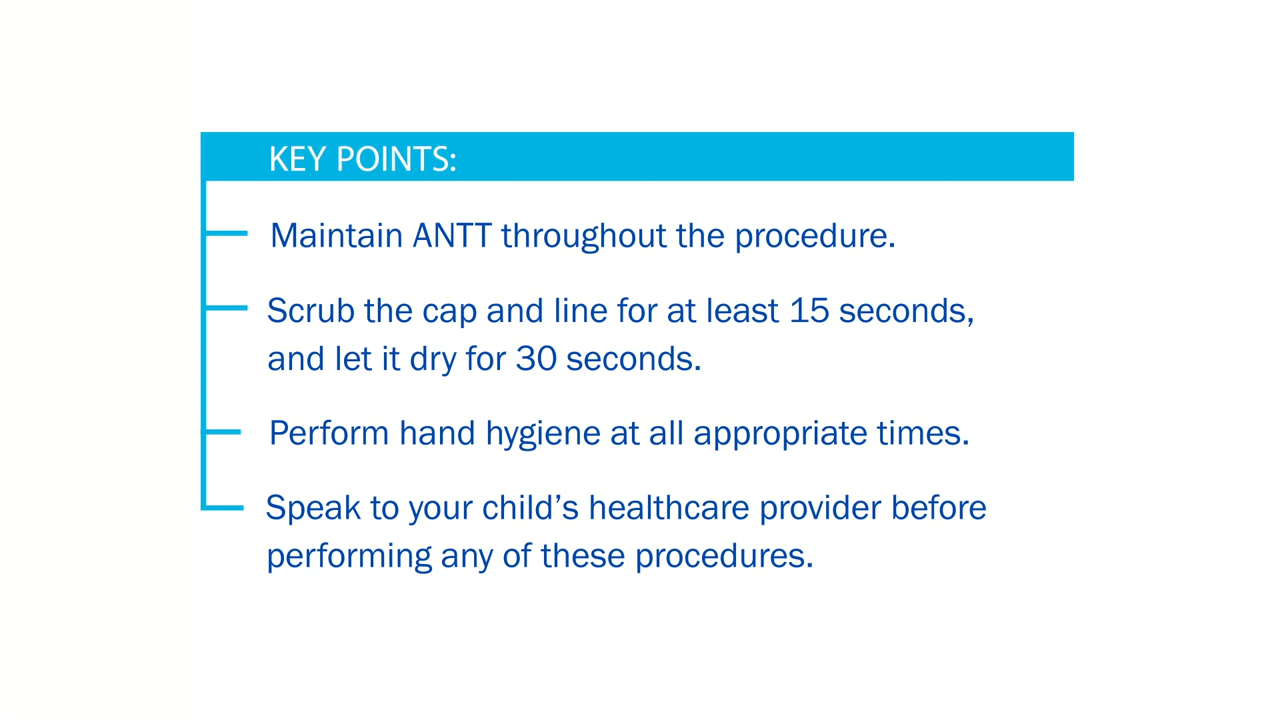 KEY POINTS:
Maintain ANTT throughout the procedure.
Scrub the cap and line for at least 15 seconds,
and let it dry for 30 seconds.
Perform hand hygiene at all appropriate times.
Speak to your child’s healthcare provider before
performing any of these procedures.